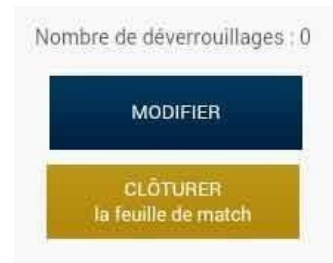 Nombre de déverrouillages : 0
MODIFIER
CLÔTURER
la feuille de match